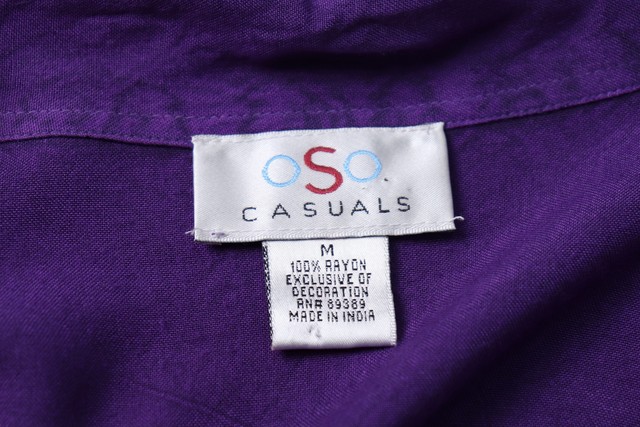 oSo
CASUALS
M
100% RAYON
EXCLUSIVE OF
DECORATION
RN# 89389
MADE IN INDIA